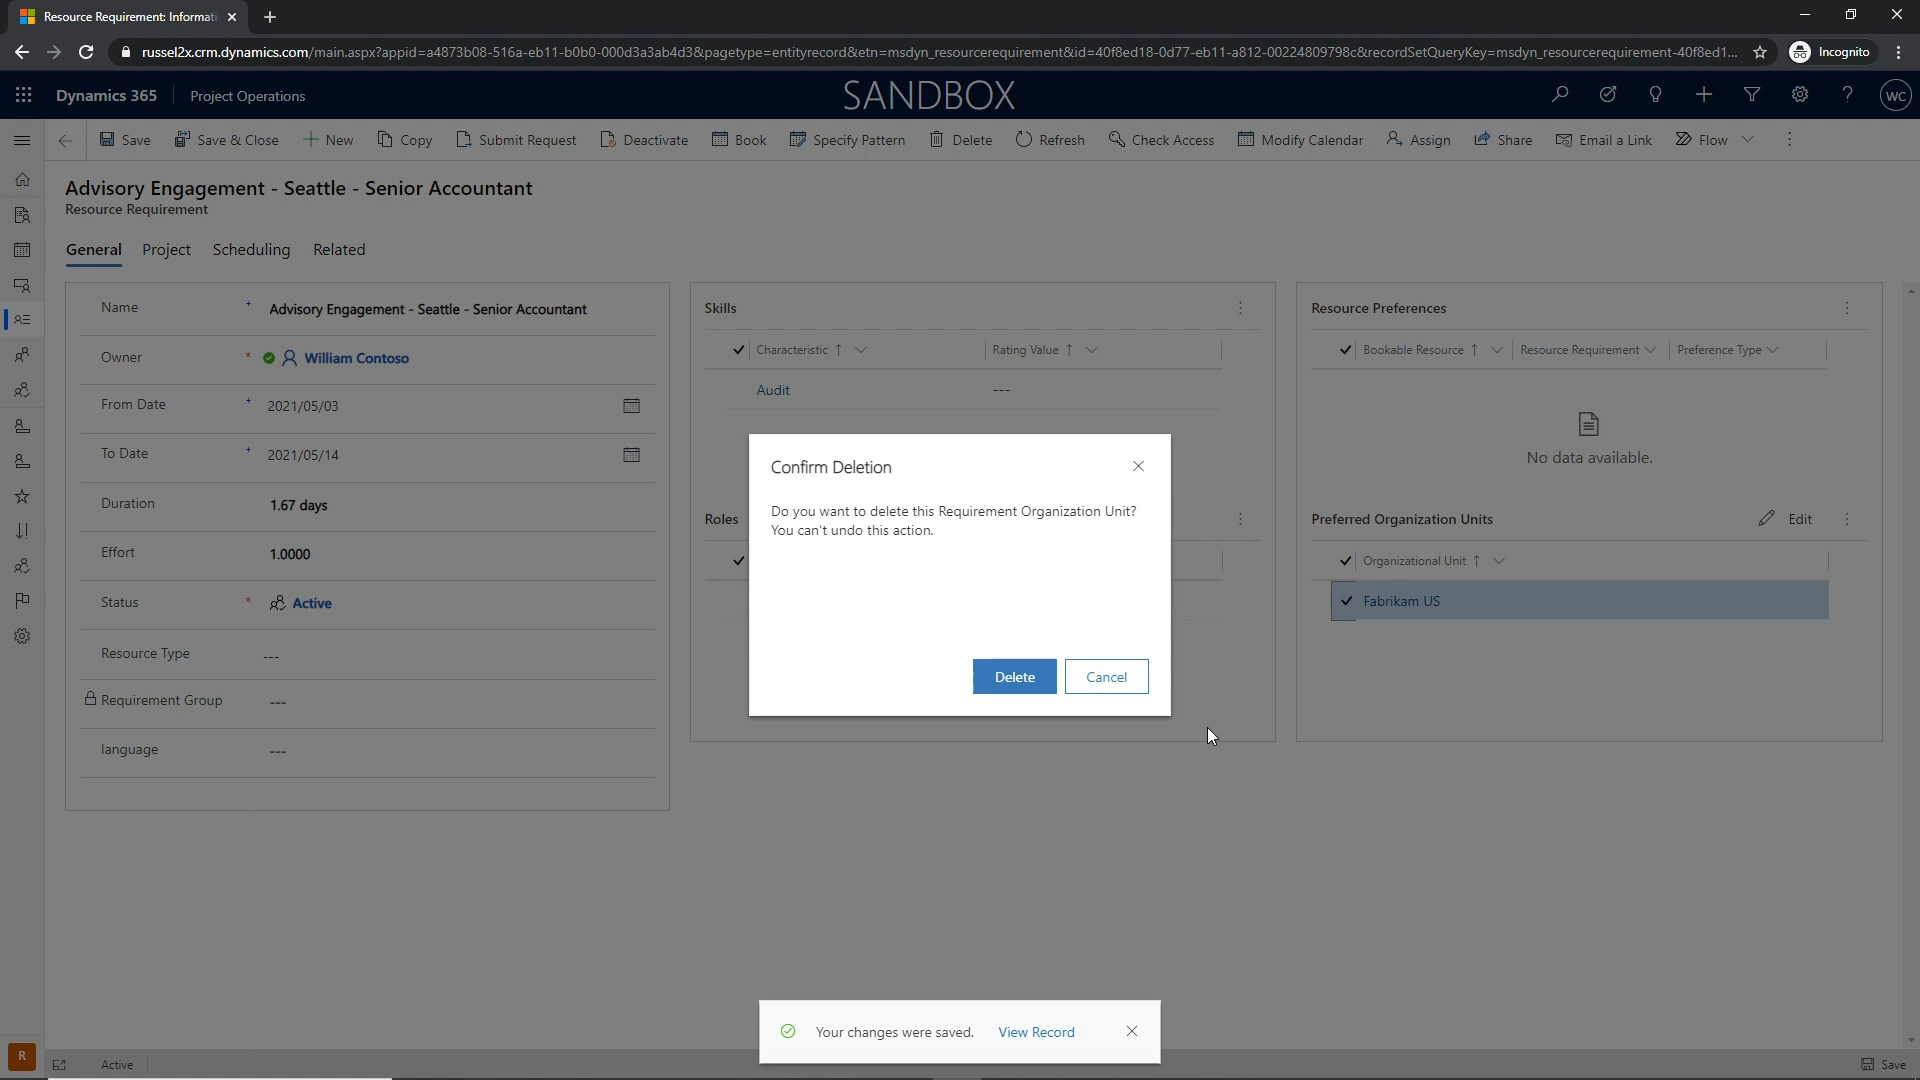 Resource Requirement: Informati
russel2x.crm.dynamics.com/main.aspx?appid=a4873b08-516a-eb11-b0b0-000d3a3ab4d3&pagetype=entityrecord&etn=msdyn_resourcerequirement&id=40f8ed18-0d77-eb11-a812-00224809798c&recordSetQueryKey=msdyn_resourcerequirement-40f8ed1...
Incognito
Dynamics 365 Project Operations
SANDBOX
WC
Save Save & Close New Copy Submit Request Deactivate Book Specify Pattern Delete Refresh Check Access Modify Calendar Assign Share Email a Link Flow
Advisory Engagement - Seattle - Senior Accountant
Resource Requirement
General Project Scheduling Related
Name + Advisory Engagement - Seattle - Senior Accountant
Owner * William Contoso
From Date + 2021/05/03
To Date + 2021/05/14
Duration 1.67 days
Effort 1.0000
Status * Active
Resource Type ---
Requirement Group ---
language ---
Skills
Characteristic Rating Value
Audit ---
Roles
Resource Preferences
Bookable Resource Resource Requirement Preference Type
No data available.
Preferred Organization Units Edit
Organizational Unit
Fabrikam US
Confirm Deletion
Do you want to delete this Requirement Organization Unit?
You can't undo this action.
Delete Cancel
Your changes were saved. View Record
R
Active
Save